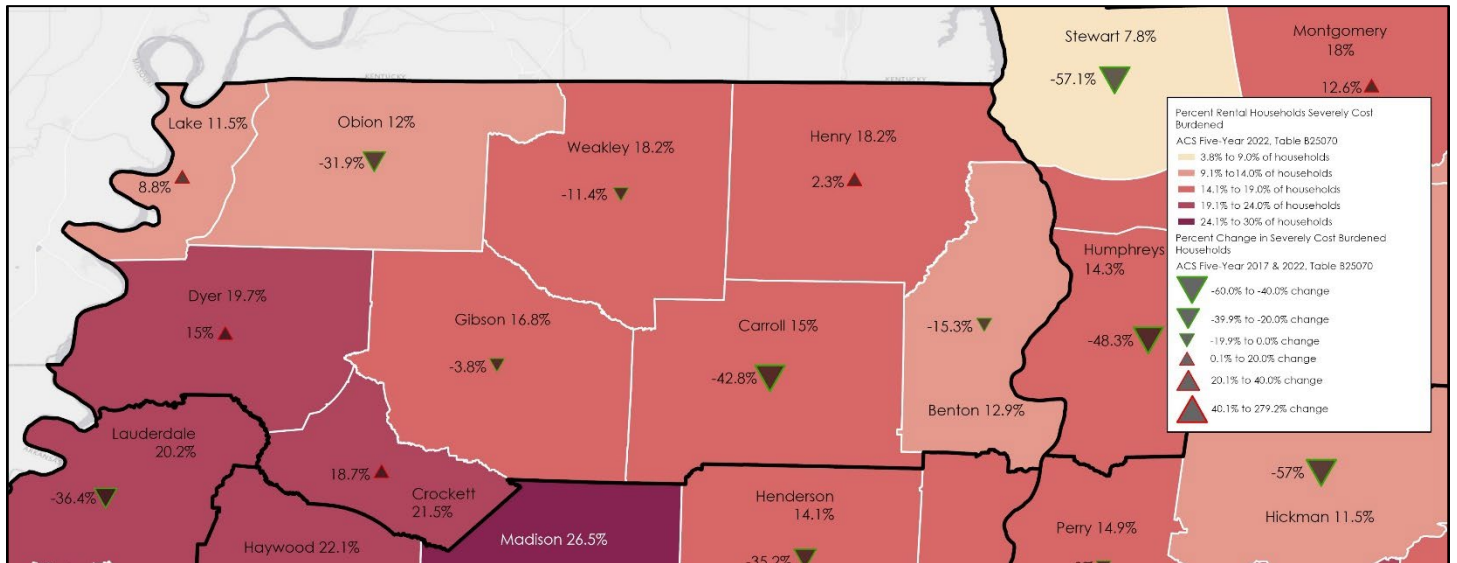 Stewart 7.8%
-57.1%
Montgomery
18%
12.6%
KENTUCKY
KENTUCKY
Lake 11.5%
8.8%
Obion 12%
-31.9%
Weakley 18.2%
-11.4%
Henry 18.2%
2.3%
Humphreys
14.3%
-48.3%
Dyer 19.7%
15%
Gibson 16.8%
-3.8%
Carroll 15%
-42.8%
-15.3%
Benton 12.9%
Lauderdale
20.2%
-36.4%
18.7%
Crockett
21.5%
Haywood 22.1%
Madison 26.5%
Henderson
14.1%
-35.2%
Perry 14.9%
-57%
Hickman 11.5%
Percent Rental Households Severely Cost
Burdened
ACS Five-Year 2022, Table B25070
3.8% to 9.0% of households
9.1% to14.0% of households
14.1% to 19.0% of households
19.1% to 24.0% of households
24.1% to 30% of households
Percent Change in Severely Cost Burdened
Households
ACS Five-Year 2017 & 2022, Table B25070
-60.0% to -40.0% change
-39.9% to -20.0% change
-19.9% to 0.0% change
0.1% to 20.0% change
20.1% to 40.0% change
40.1% to 279.2% change